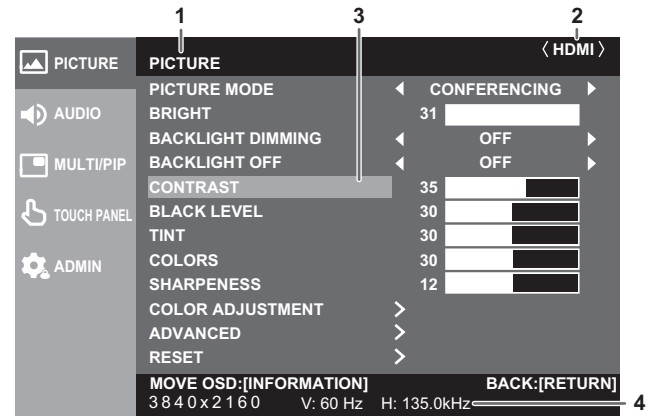 1 3 2
PICTURE
AUDIO
MULTI/PIP
TOUCH PANEL
ADMIN
PICTURE 〈 HDMI 〉
PICTURE MODE CONFERENCING
BRIGHT 31
BACKLIGHT DIMMING OFF
BACKLIGHT OFF OFF
CONTRAST 35
BLACK LEVEL 30
TINT 30
COLORS 30
SHARPENESS 12
COLOR ADJUSTMENT
ADVANCED
RESET
MOVE OSD:[INFORMATION] BACK:[RETURN]
3840x2160 V: 60 Hz H: 135.0kHz 4